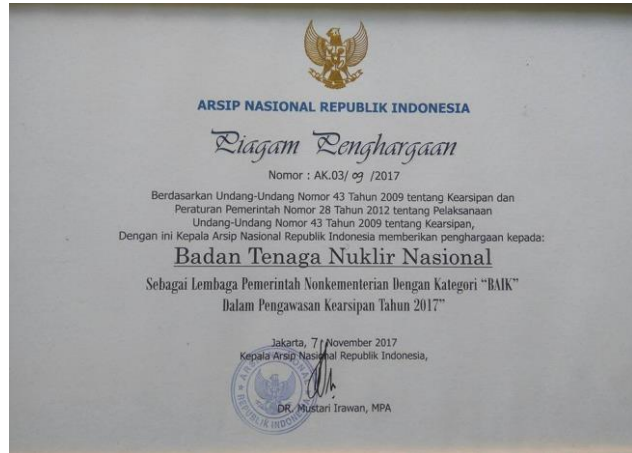 ARSIP NASIONAL REPUBLIK INDONESIA
Piagam Penghargaan
Nomor : AK.03/ 09 /2017
Berdasarkan Undang-Undang Nomor 43 Tahun 2009 tentang Kearsipan dan
Peraturan Pemerintah Nomor 28 Tahun 2012 tentang Pelaksanaan
Undang-Undang Nomor 43 Tahun 2009 tentang Kearsipan,
Dengan ini Kepala Arsip Nasional Republik Indonesia memberikan penghargaan kepada:
Badan Tenaga Nuklir Nasional
Sebagai Lembaga Pemerintah Nonkementerian Dengan Kategori “BAIK”
Dalam Pengawasan Kearsipan Tahun 2017”
Jakarta, 7 November 2017
Kepala Arsip Nasional Republik Indonesia,
DR. Mustari Irawan, MPA
REPUBLIK INDONESIA